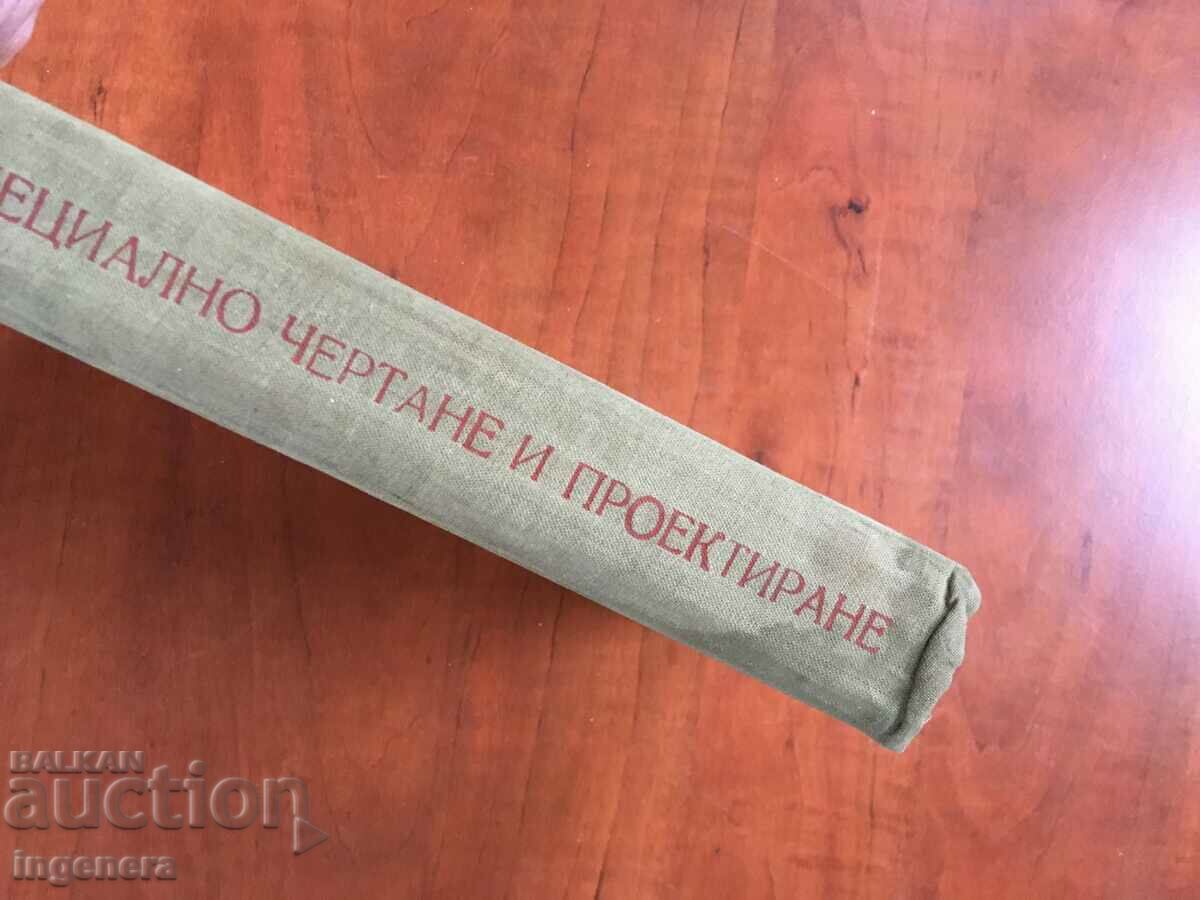 ЕЦИАЛНО ЧЕРТАНЕ И ПРОЕКТИРАНЕ
BALKAN
auction
ingenera